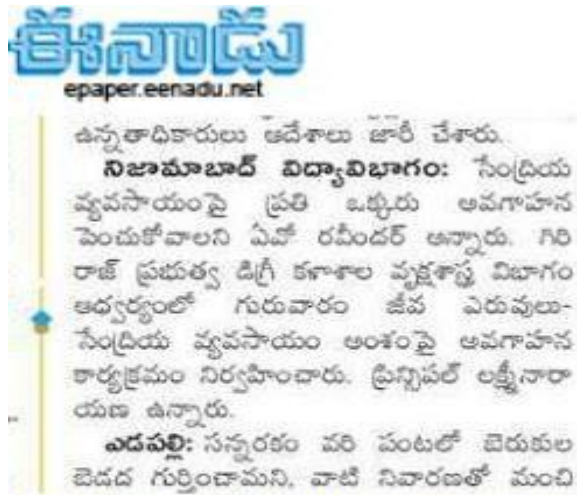 ఈనాడు
epaper.eenadu.net
ఉన్నతాధికారులు ఆదేశాలు జారీ చేశారు.
నిజామాబాద్ విద్యావిభాగం: సేంద్రియ
వ్యవసాయంపై ప్రతి ఒక్కరు అవగాహన
పెంచుకోవాలని ఏవో రవీందర్ అన్నారు. గిరి
రాజ్ ప్రభుత్వ డిగ్రీ కళాశాల వృక్షశాస్త్ర విభాగం
ఆధ్వర్యంలో గురువారం జీవ ఎరువులు-
సేంద్రియ వ్యవసాయం అంశంపై అవగాహన
కార్యక్రమం నిర్వహించారు. ప్రిన్సిపల్ లక్ష్మీనారా
యణ ఉన్నారు.
ఎడపల్లి: సన్నరకం వరి పంటలో బెరుకుల
బెడద గుర్తించామని, వాటి నివారణతో మంచి